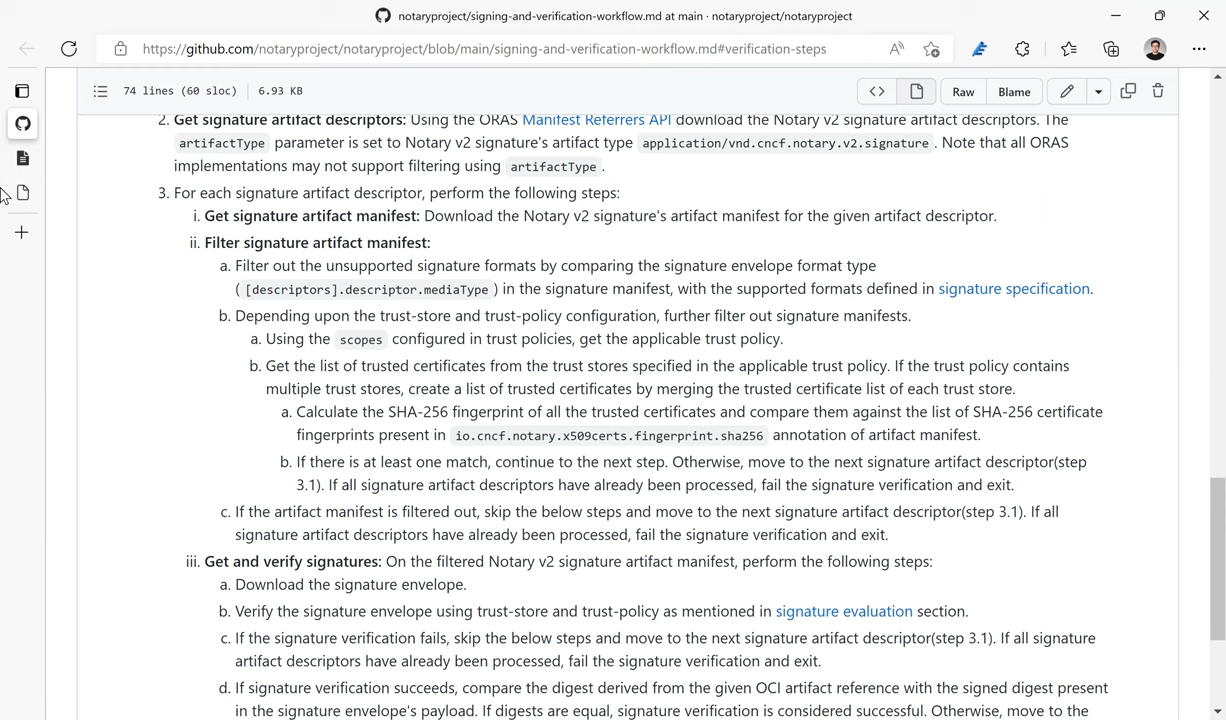 notaryproject/signing-and-verification-workflow.md at main · notaryproject/notaryproject
https://github.com/notaryproject/notaryproject/blob/main/signing-and-verification-workflow.md#verification-steps
74 lines (60 sloc) 6.93 KB
Raw Blame
2. Get signature artifact descriptors: Using the ORAS Manifest Referrers API download the Notary v2 signature artifact descriptors. The
artifactType parameter is set to Notary v2 signature's artifact type application/vnd.cncf.notary.v2.signature . Note that all ORAS
implementations may not support filtering using artifactType .
3. For each signature artifact descriptor, perform the following steps:
i. Get signature artifact manifest: Download the Notary v2 signature's artifact manifest for the given artifact descriptor.
ii. Filter signature artifact manifest:
a. Filter out the unsupported signature formats by comparing the signature envelope format type
( [descriptors].descriptor.mediaType ) in the signature manifest, with the supported formats defined in signature specification.
b. Depending upon the trust-store and trust-policy configuration, further filter out signature manifests.
a. Using the scopes configured in trust policies, get the applicable trust policy.
b. Get the list of trusted certificates from the trust stores specified in the applicable trust policy. If the trust policy contains
multiple trust stores, create a list of trusted certificates by merging the trusted certificate list of each trust store.
a. Calculate the SHA-256 fingerprint of all the trusted certificates and compare them against the list of SHA-256 certificate
fingerprints present in io.cncf.notary.x509certs.fingerprint.sha256 annotation of artifact manifest.
b. If there is at least one match, continue to the next step. Otherwise, move to the next signature artifact descriptor(step
3.1). If all signature artifact descriptors have already been processed, fail the signature verification and exit.
c. If the artifact manifest is filtered out, skip the below steps and move to the next signature artifact descriptor(step 3.1). If all
signature artifact descriptors have already been processed, fail the signature verification and exit.
iii. Get and verify signatures: On the filtered Notary v2 signature artifact manifest, perform the following steps:
a. Download the signature envelope.
b. Verify the signature envelope using trust-store and trust-policy as mentioned in signature evaluation section.
c. If the signature verification fails, skip the below steps and move to the next signature artifact descriptor(step 3.1). If all signature
artifact descriptors have already been processed, fail the signature verification and exit.
d. If signature verification succeeds, compare the digest derived from the given OCI artifact reference with the signed digest present
in the signature envelope's payload. If digests are equal, signature verification is considered successful. Otherwise, move to the